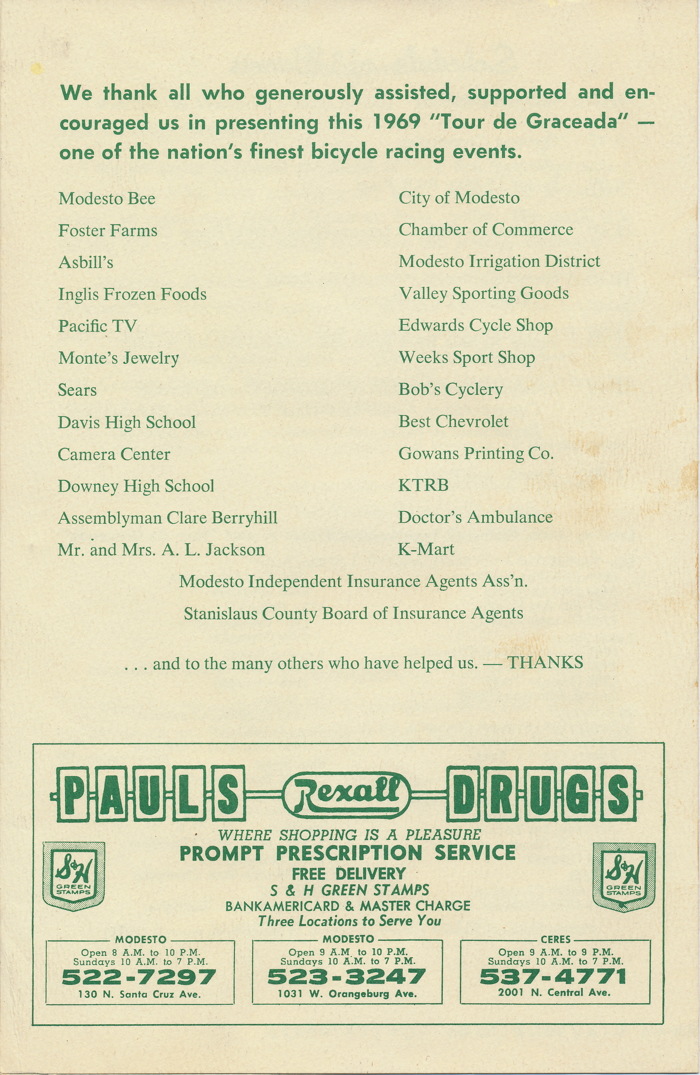 We thank all who generously assisted, supported and en-
couraged us in presenting this 1969 "Tour de Graceada" —
one of the nation's finest bicycle racing events.
Modesto Bee
Foster Farms
Asbill's
Inglis Frozen Foods
Pacific TV
Monte's Jewelry
Sears
Davis High School
Camera Center
Downey High School
Assemblyman Clare Berryhill
Mr. and Mrs. A. L. Jackson
City of Modesto
Chamber of Commerce
Modesto Irrigation District
Valley Sporting Goods
Edwards Cycle Shop
Weeks Sport Shop
Bob's Cyclery
Best Chevrolet
Gowans Printing Co.
KTRB
Doctor's Ambulance
K-Mart
Modesto Independent Insurance Agents Ass'n.
Stanislaus County Board of Insurance Agents
. . . and to the many others who have helped us. — THANKS
PAULS Rexall DRUGS
WHERE SHOPPING IS A PLEASURE
PROMPT PRESCRIPTION SERVICE
FREE DELIVERY
S & H GREEN STAMPS
BANKAMERICARD & MASTER CHARGE
Three Locations to Serve You
S&H
GREEN
STAMPS
S&H
GREEN
STAMPS
MODESTO
Open 8 A.M. to 10 P.M.
Sundays 10 A.M. to 7 P.M.
522-7297
130 N. Santa Cruz Ave.
MODESTO
Open 9 A.M. to 10 P.M.
Sundays 10 A.M. to 7 P.M.
523-3247
1031 W. Orangeburg Ave.
CERES
Open 9 A.M. to 9 P.M.
Sundays 10 A.M. to 7 P.M.
537-4771
2001 N. Central Ave.